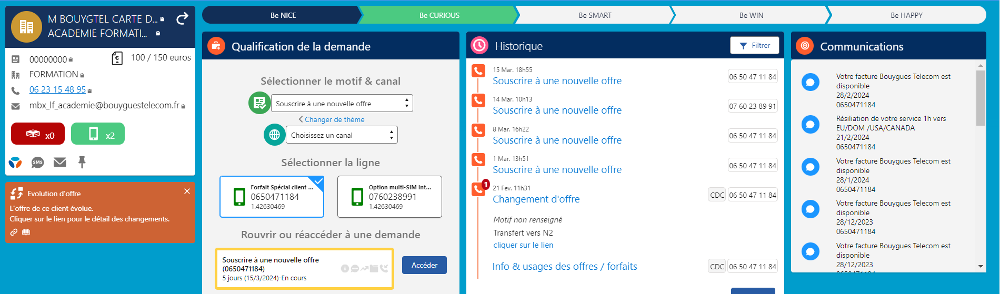 M BOUYGTEL CARTE D...
ACADEMIE FORMATI...
00000000
100 / 150 euros
FORMATION
06 23 15 48 95
mbx_lf_academie@bouyguestelecom.fr
x0
x2
SMS
Evolution d'offre
L'offre de ce client évolue.
Cliquer sur le lien pour le détail des changements.
Be NICE
Be CURIOUS
Be SMART
Be WIN
Be HAPPY
Qualification de la demande
Sélectionner le motif & canal
Souscrire à une nouvelle offre
Changer de thème
Choisissez un canal
Sélectionner la ligne
Forfait Spécial client ...
0650471184
1.42630469
Option multi-SIM Int...
0760238991
1.42630469
Rouvrir ou réaccéder à une demande
Souscrire à une nouvelle offre
(0650471184)
5 jours (15/3/2024)-En cours
Accéder
Historique
Filtrer
15 Mar. 18h55
Souscrire à une nouvelle offre
06 50 47 11 84
14 Mar. 10h13
Souscrire à une nouvelle offre
07 60 23 89 91
8 Mar. 16h22
Souscrire à une nouvelle offre
06 50 47 11 84
1 Mar. 13h51
Souscrire à une nouvelle offre
06 50 47 11 84
1
21 Fev. 11h31
Changement d'offre
CDC
06 50 47 11 84
Motif non renseigné
Transfert vers N2
cliquer sur le lien
Info & usages des offres / forfaits
CDC
06 50 47 11 84
Communications
Votre facture Bouygues Telecom est
disponible
28/2/2024
0650471184
Résiliation de votre service 1h vers
EU/DOM /USA/CANADA
21/2/2024
0650471184
Votre facture Bouygues Telecom est
disponible
28/1/2024
0650471184
Votre facture Bouygues Telecom est
disponible
28/12/2023
0650471184
Votre facture Bouygues Telecom est
disponible
28/12/2023